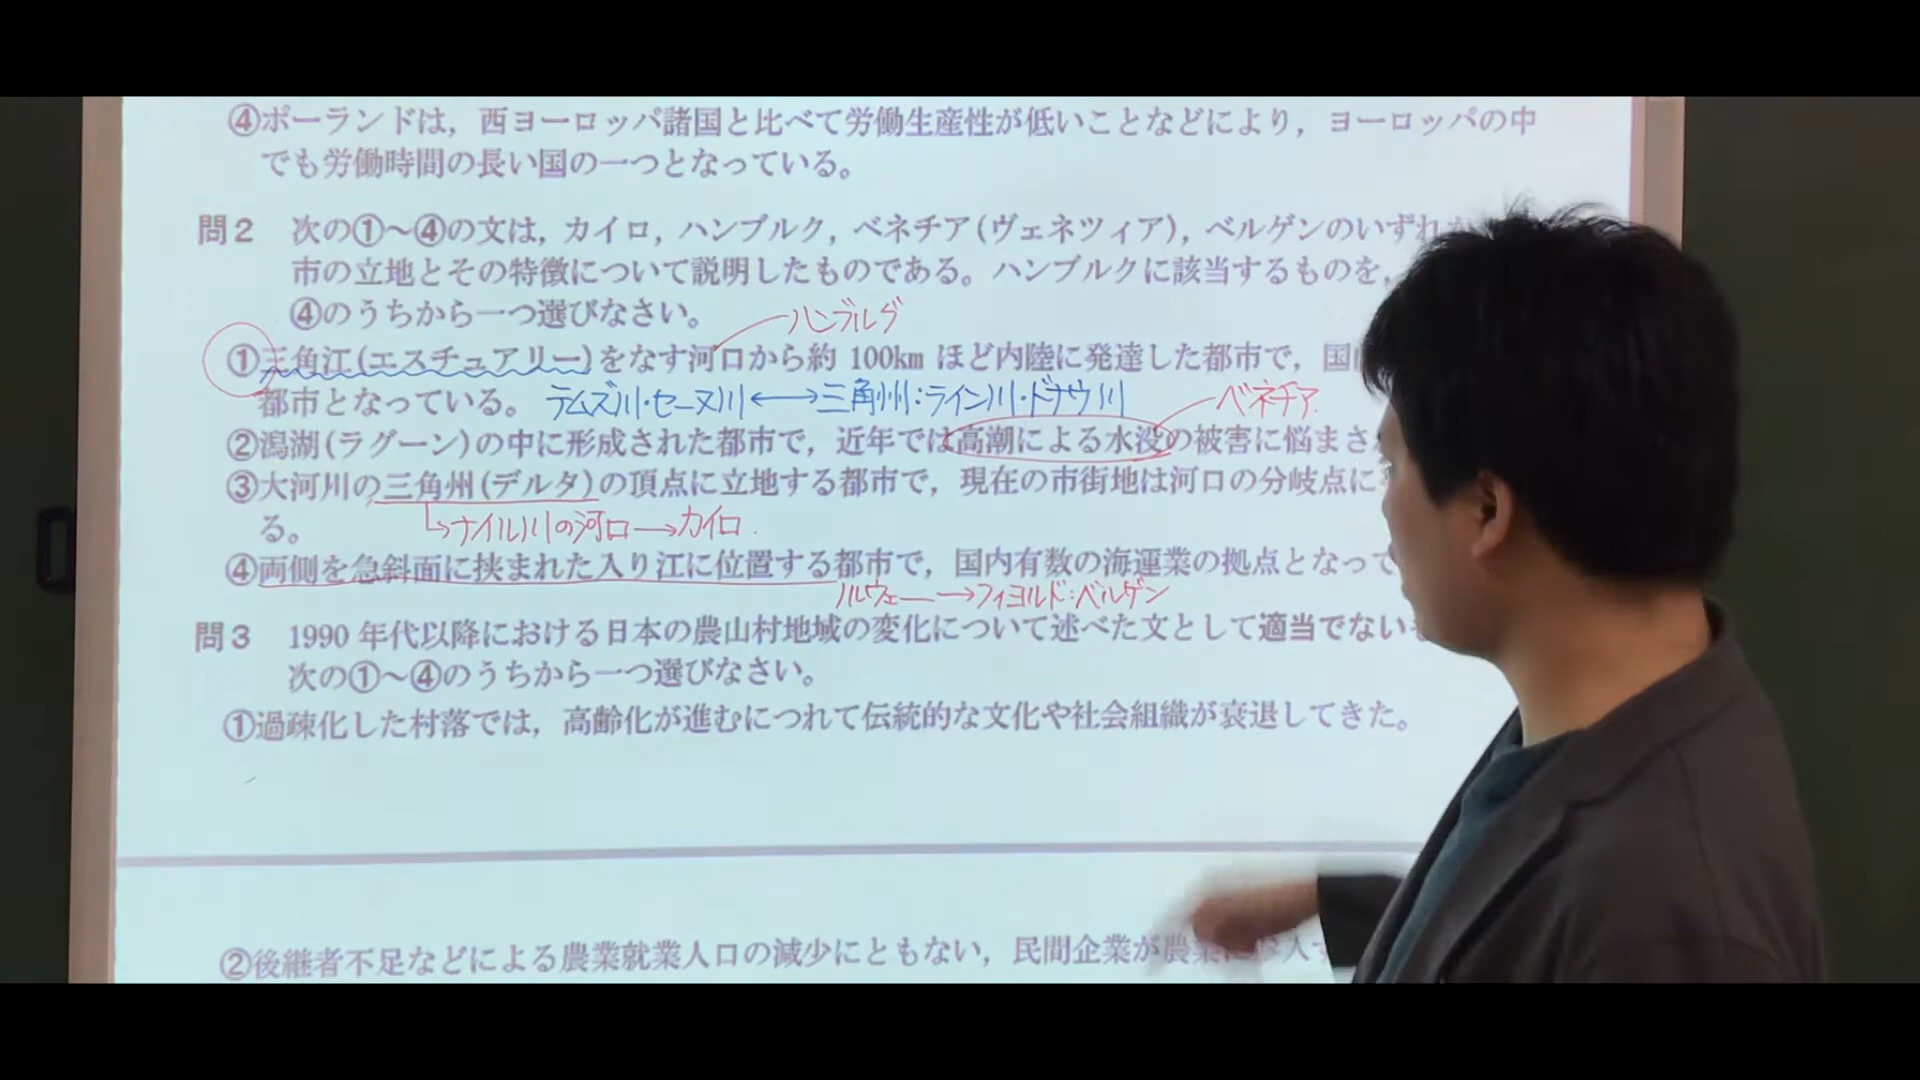 ④ポーランドは，西ヨーロッパ諸国と比べて労働生産性が低いことなどにより，ヨーロッパの中
でも労働時間の長い国の一つとなっている。
問２ 次の①～④の文は，カイロ，ハンブルク，ベネチア(ヴェネツィア)，ベルゲンのいずれ
市の立地とその特徴について説明したものである。ハンブルクに該当するものを，
④のうちから一つ選びなさい。
ハンブルグ
①三角江(エスチュアリー)をなす河口から約 100km ほど内陸に発達した都市で，国
都市となっている。
テムズ川・セーヌ川⟷三角州：ライン川・ドナウ川
ベネチア
②潟湖(ラグーン)の中に形成された都市で，近年では高潮による水没の被害に悩まさ
③大河川の三角州(デルタ)の頂点に立地する都市で，現在の市街地は河口の分岐点に
る。
↳ナイル川の河口→カイロ
④両側を急斜面に挟まれた入り江に位置する都市で，国内有数の海運業の拠点となって
ノルウェー→フィヨルド：ベルゲン
問３ 1990 年代以降における日本の農山村地域の変化について述べた文として適当でない
次の①～④のうちから一つ選びなさい。
①過疎化した村落では，高齢化が進むにつれて伝統的な文化や社会組織が衰退してきた。
②後継者不足などによる農業就業人口の減少にともない，民間企業が農業